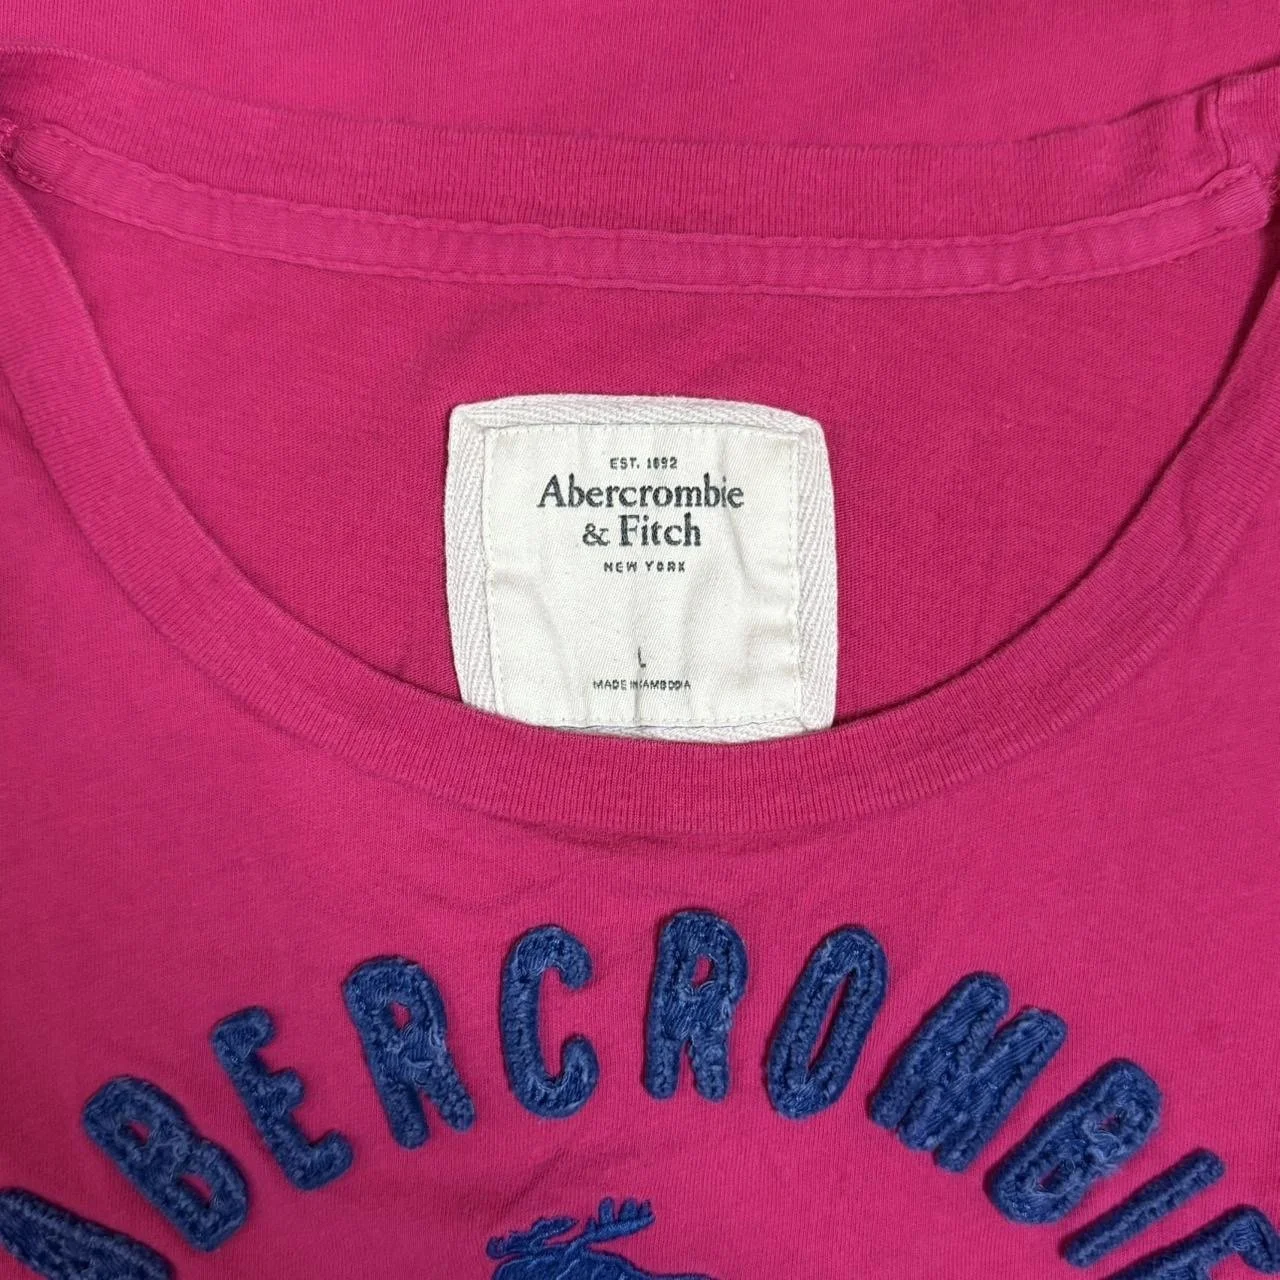 EST. 1892
Abercrombie
& Fitch
NEW YORK
L
MADE IN CAMBODIA
ABERCROMBIE